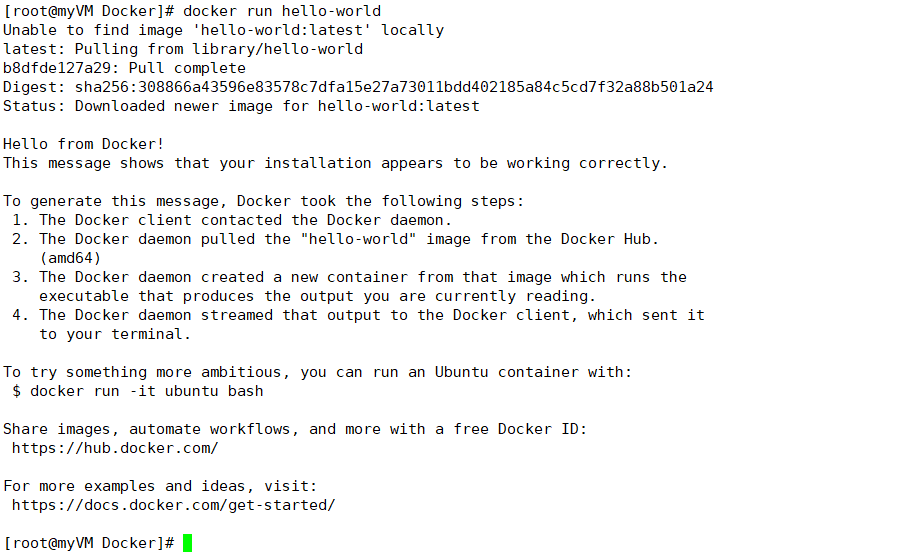 [root@myVM Docker]# docker run hello-world
Unable to find image 'hello-world:latest' locally
latest: Pulling from library/hello-world
b8dfde127a29: Pull complete
Digest: sha256:308866a43596e83578c7dfa15e27a73011bdd402185a84c5cd7f32a88b501a24
Status: Downloaded newer image for hello-world:latest

Hello from Docker!
This message shows that your installation appears to be working correctly.

To generate this message, Docker took the following steps:
 1. The Docker client contacted the Docker daemon.
 2. The Docker daemon pulled the "hello-world" image from the Docker Hub.
    (amd64)
 3. The Docker daemon created a new container from that image which runs the
    executable that produces the output you are currently reading.
 4. The Docker daemon streamed that output to the Docker client, which sent it
    to your terminal.

To try something more ambitious, you can run an Ubuntu container with:
 $ docker run -it ubuntu bash

Share images, automate workflows, and more with a free Docker ID:
 https://hub.docker.com/

For more examples and ideas, visit:
 https://docs.docker.com/get-started/

[root@myVM Docker]#